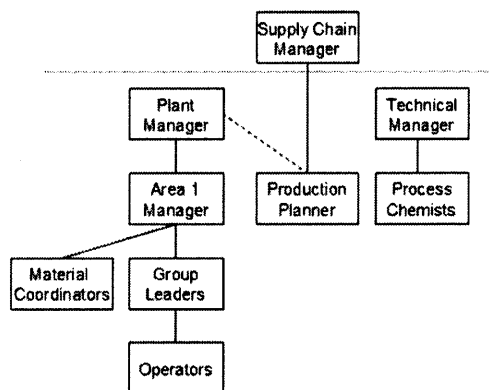 Supply Chain
Manager
Plant
Manager
Technical
Manager
Area 1
Manager
Production
Planner
Process
Chemists
Material
Coordinators
Group
Leaders
Operators